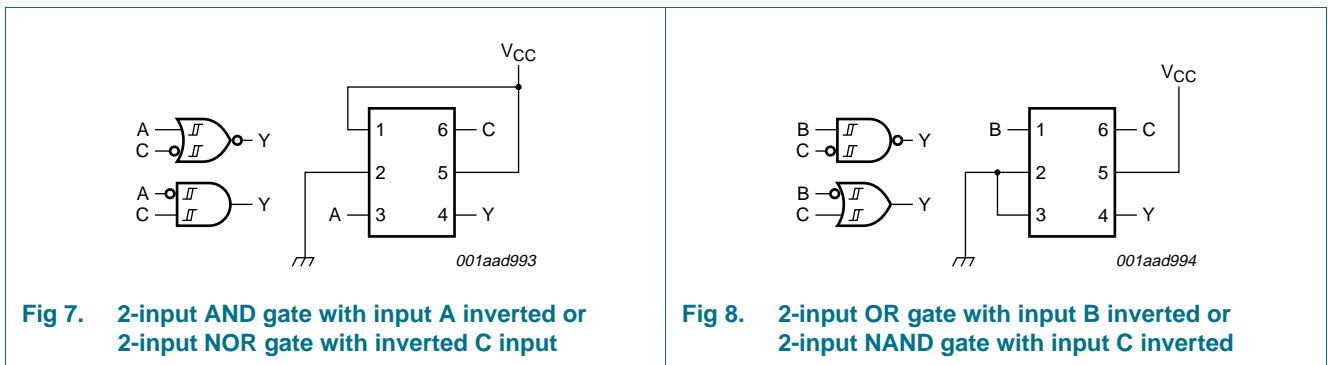 VCC
A
C
Y
A
C
Y
1
6
C
2
5
A
3
4
Y
001aad993
Fig 7. 2-input AND gate with input A inverted or
2-input NOR gate with inverted C input
VCC
B
C
Y
B
C
Y
B
1
6
C
2
5
3
4
Y
001aad994
Fig 8. 2-input OR gate with input B inverted or
2-input NAND gate with input C inverted